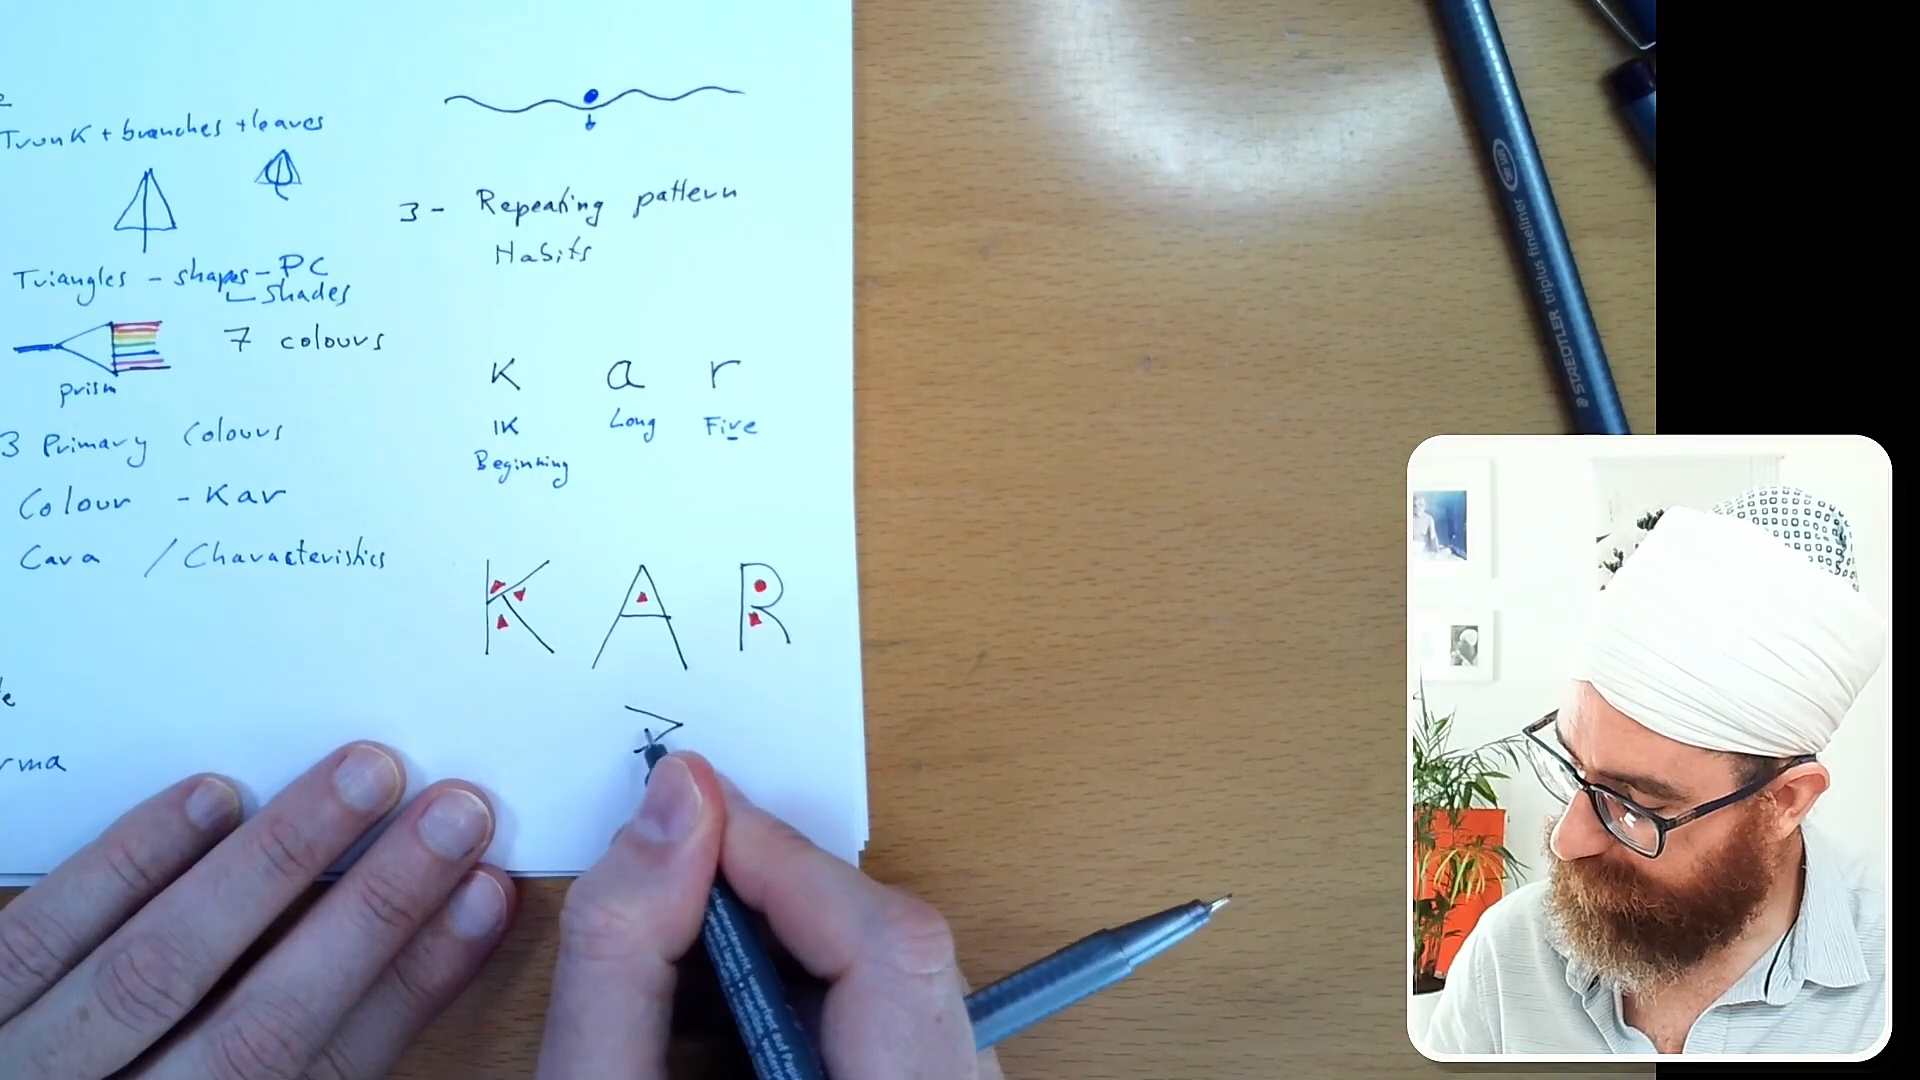 Trunk + branches + leaves
Triangles - shapes - PC
shades
7 colours
prism
3 Primary Colours
Colour - Kar
Cara / Characteristics
rma
3 - Repeating pattern
Habits
K a r
IK Long Five
Beginning
K A R
STAEDTLER triplus fineliner